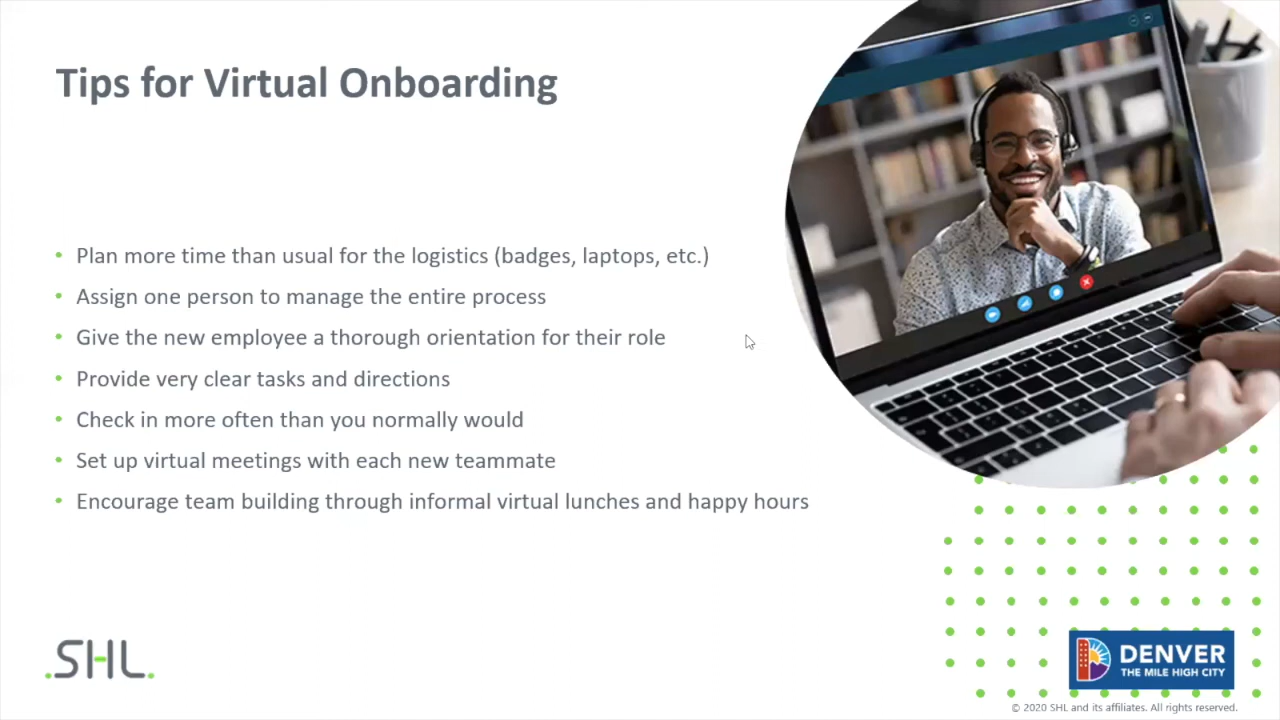 Tips for Virtual Onboarding
• Plan more time than usual for the logistics (badges, laptops, etc.)
• Assign one person to manage the entire process
• Give the new employee a thorough orientation for their role
• Provide very clear tasks and directions
• Check in more often than you normally would
• Set up virtual meetings with each new teammate
• Encourage team building through informal virtual lunches and happy hours
.SHL.
DENVER
THE MILE HIGH CITY
© 2020 SHL and its affiliates. All rights reserved.